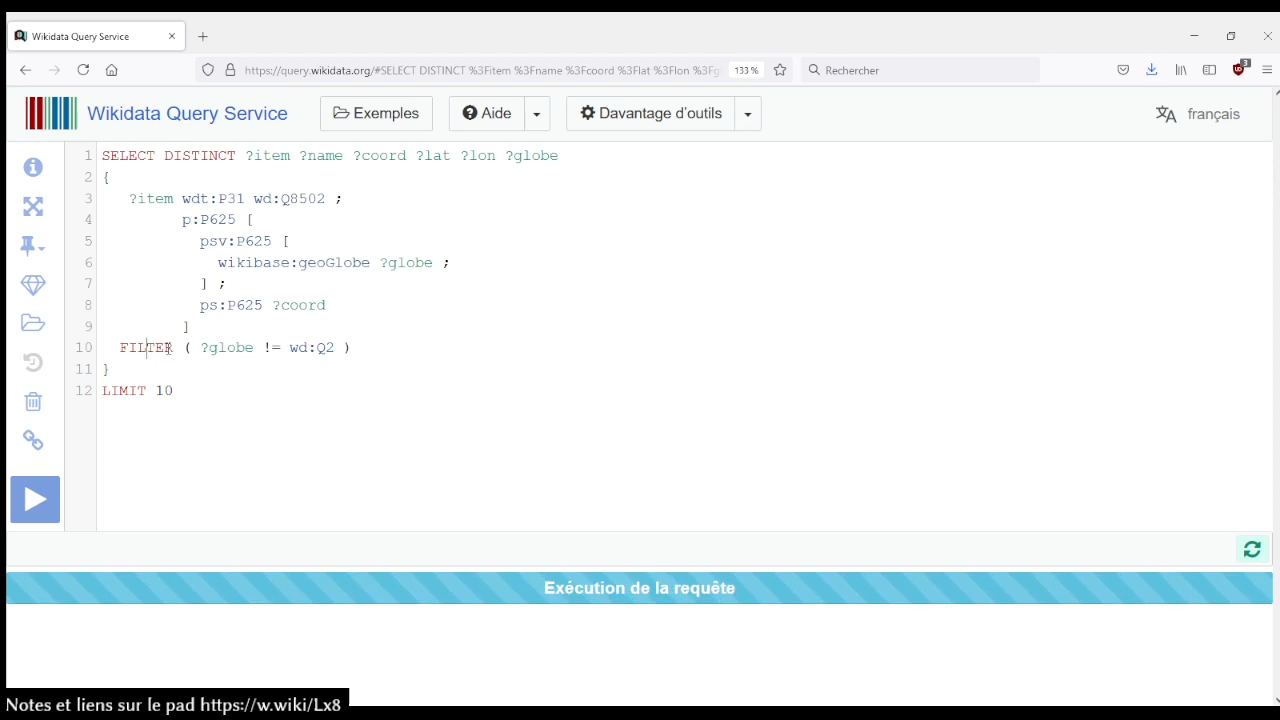 Wikidata Query Service
https://query.wikidata.org/#SELECT DISTINCT %3Fitem %3Fname %3Fcoord %3Flat %3Flon %3Fg
133 %
Rechercher
3
Wikidata Query Service
Exemples
Aide
Davantage d'outils
français
1 SELECT DISTINCT ?item ?name ?coord ?lat ?lon ?globe
2 {
3 ?item wdt:P31 wd:Q8502 ;
4 p:P625 [
5 psv:P625 [
6 wikibase:geoGlobe ?globe ;
7 ] ;
8 ps:P625 ?coord
9 ]
10 FILTER ( ?globe != wd:Q2 )
11 }
12 LIMIT 10
Exécution de la requête
Notes et liens sur le pad https://w.wiki/Lx8